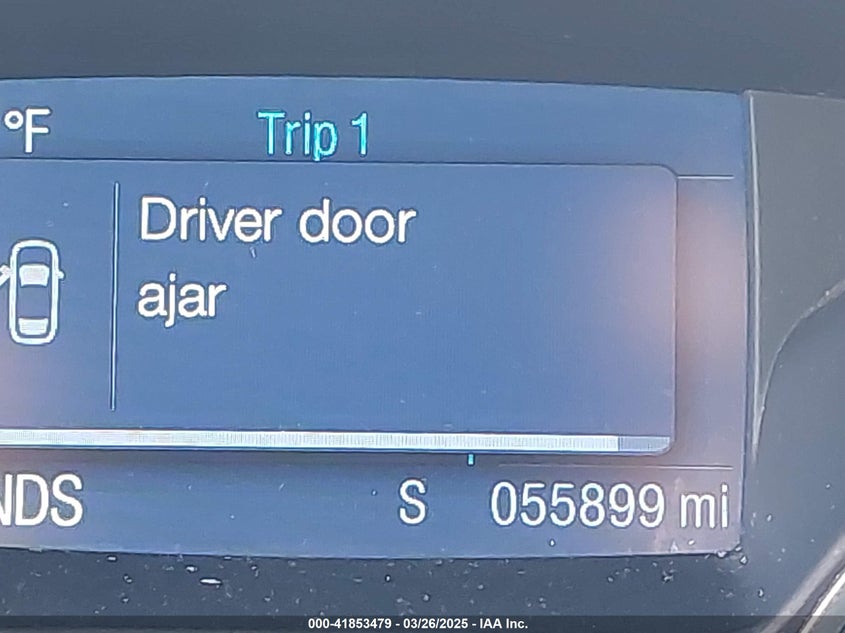 °F Trip 1
Driver door
ajar
NDS S 055899 mi
000-41853479 - 03/26/2025 - IAA Inc.